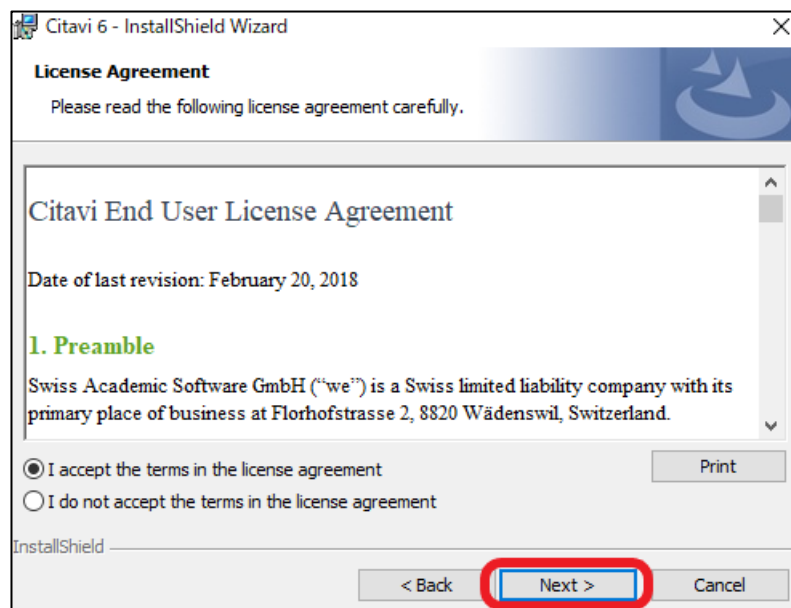 Citavi 6 - InstallShield Wizard
License Agreement
Please read the following license agreement carefully.
Citavi End User License Agreement
Date of last revision: February 20, 2018
1. Preamble
Swiss Academic Software GmbH (“we”) is a Swiss limited liability company with its
primary place of business at Florhofstrasse 2, 8820 Wädenswil, Switzerland.
I accept the terms in the license agreement
Print
I do not accept the terms in the license agreement
InstallShield
< Back
Next >
Cancel